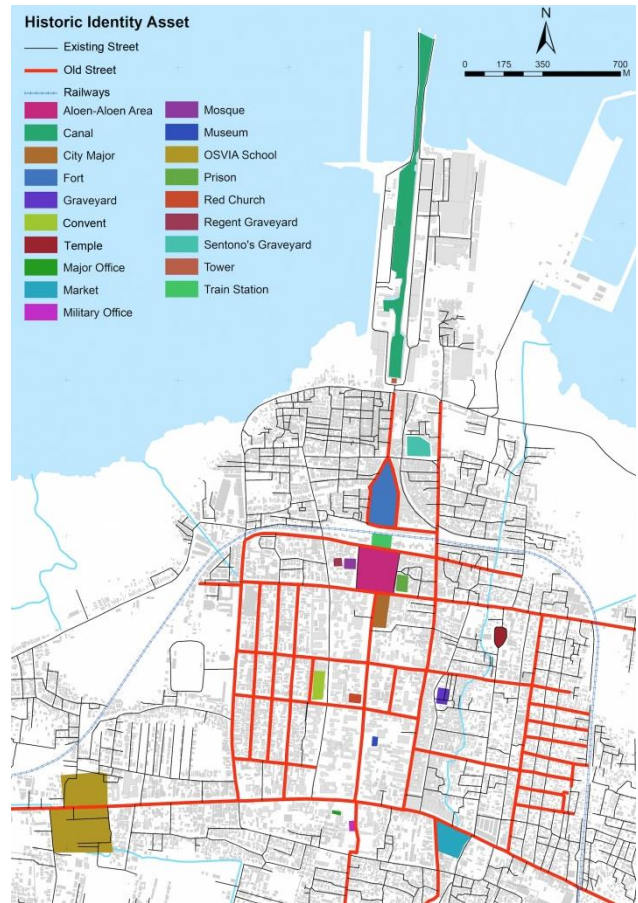 Historic Identity Asset
Existing Street
Old Street
Railways
Aloen-Aloen Area
Canal
City Major
Fort
Graveyard
Convent
Temple
Major Office
Market
Military Office
Mosque
Museum
OSVIA School
Prison
Red Church
Regent Graveyard
Sentono's Graveyard
Tower
Train Station
N
0 175 350 700
M